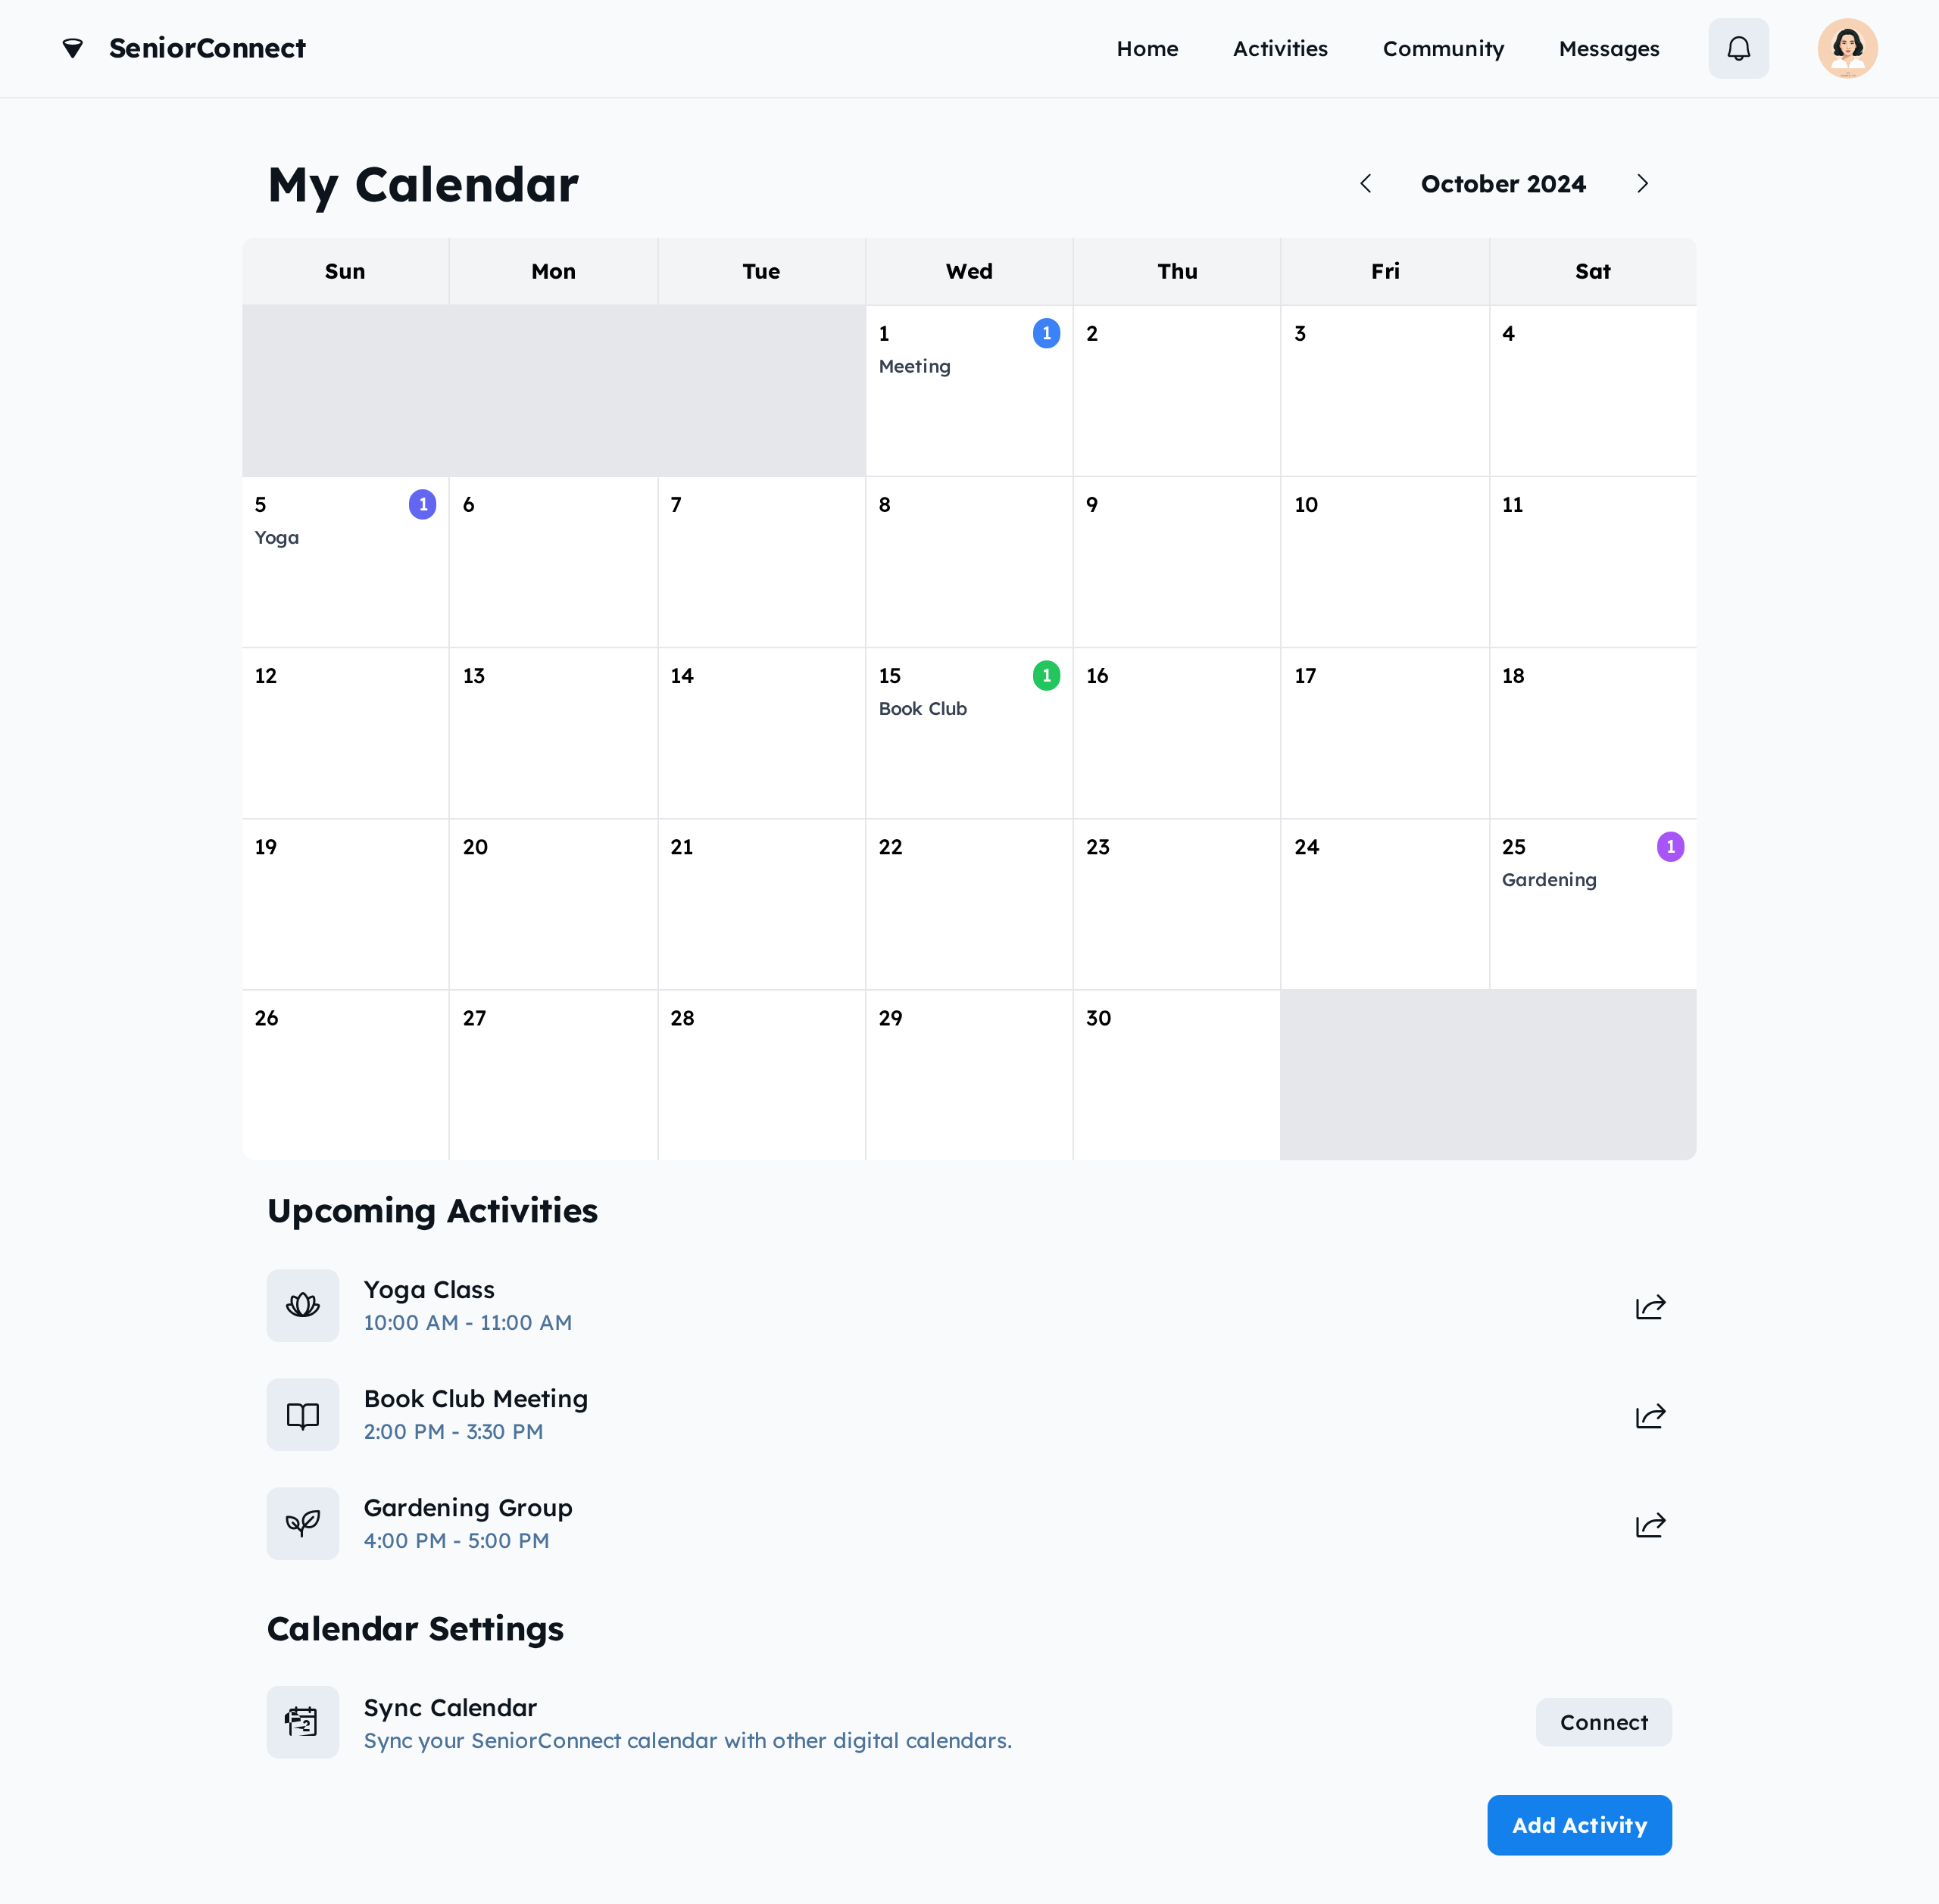 SeniorConnect
Home Activities Community Messages
My Calendar
October 2024
Sun Mon Tue Wed Thu Fri Sat
1 1 2 3 4
Meeting
5 1 6 7 8 9 10 11
Yoga
12 13 14 15 1 16 17 18
Book Club
19 20 21 22 23 24 25 1
Gardening
26 27 28 29 30
Upcoming Activities
Yoga Class
10:00 AM - 11:00 AM
Book Club Meeting
2:00 PM - 3:30 PM
Gardening Group
4:00 PM - 5:00 PM
Calendar Settings
2
Sync Calendar
Sync your SeniorConnect calendar with other digital calendars.
Connect
Add Activity